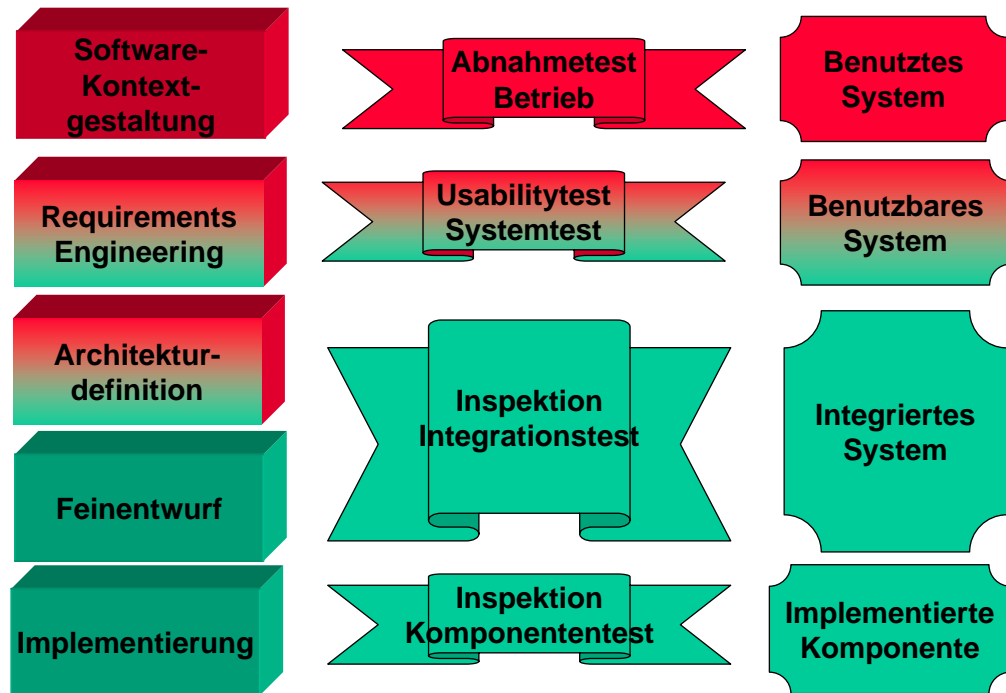 Software-
Kontext-
gestaltung
Abnahmetest
Betrieb
Benutztes
System
Requirements
Engineering
Usabilitytest
Systemtest
Benutzbares
System
Architektur-
definition
Inspektion
Integrationstest
Integriertes
System
Feinentwurf
Implementierung
Inspektion
Komponententest
Implementierte
Komponente